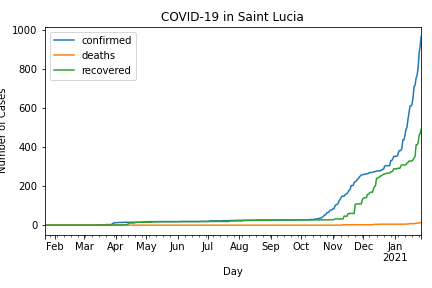 COVID-19 in Saint Lucia
1000
800
600
400
200
0
Number of Cases
confirmed
deaths
recovered
Feb Mar Apr May Jun Jul Aug Sep Oct Nov Dec Jan
2021
Day